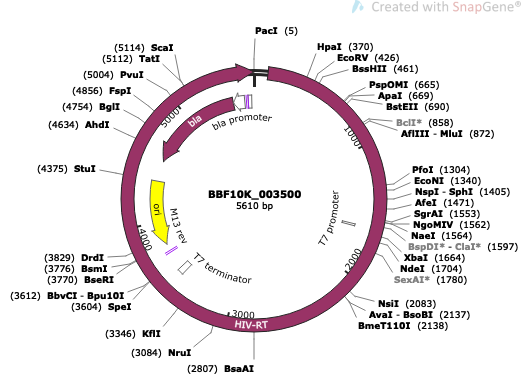 Created with SnapGene®
PacI (5)
(5114) ScaI
(5112) TatI
(5004) PvuI
(4856) FspI
(4754) BglI
(4634) AhdI
(4375) StuI
(3829) DrdI
(3776) BsmI
(3770) BseRI
(3612) BbvCI - Bpu10I
(3604) SpeI
(3346) KflI
(3084) NruI
(2807) BsaAI
HpaI (370)
EcoRV (426)
BssHII (461)
PspOMI (665)
ApaI (669)
BstEII (690)
BclI* (858)
AflIII - MluI (872)
PfoI (1304)
EcoNI (1340)
NspI - SphI (1405)
AfeI (1471)
SgrAI (1553)
NgoMIV (1562)
NaeI (1564)
BspDI* - ClaI* (1597)
XbaI (1664)
NdeI (1704)
SexAI* (1780)
NsiI (2083)
AvaI - BsoBI (2137)
BmeT110I (2138)
1000
2000
3000
4000
5000
bla
bla promoter
ori
M13 rev
T7 terminator
T7 promoter
HIV-RT
BBF10K_003500
5610 bp